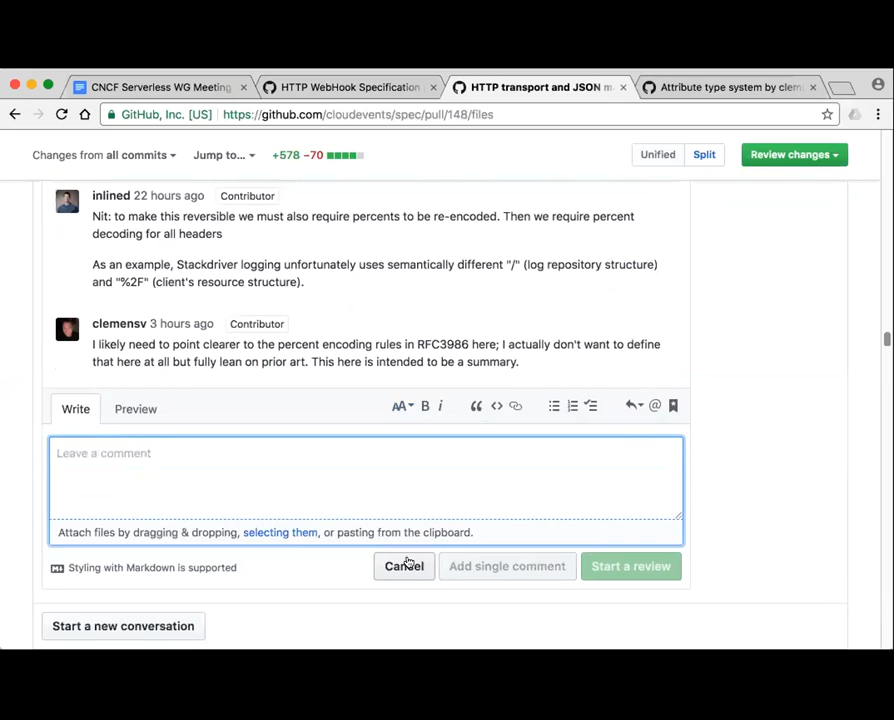 CNCF Serverless WG Meeting
HTTP WebHook Specification
HTTP transport and JSON m
Attribute type system by clem
GitHub, Inc. [US]
https://github.com/cloudevents/spec/pull/148/files
Changes from all commits
Jump to...
+578 −70
Unified
Split
Review changes
inlined 22 hours ago Contributor
Nit: to make this reversible we must also require percents to be re-encoded. Then we require percent
decoding for all headers
As an example, Stackdriver logging unfortunately uses semantically different "/" (log repository structure)
and "%2F" (client's resource structure).
clemensv 3 hours ago Contributor
I likely need to point clearer to the percent encoding rules in RFC3986 here; I actually don't want to define
that here at all but fully lean on prior art. This here is intended to be a summary.
Write
Preview
AA B i
Leave a comment
Attach files by dragging & dropping, selecting them, or pasting from the clipboard.
Styling with Markdown is supported
Cancel
Add single comment
Start a review
Start a new conversation